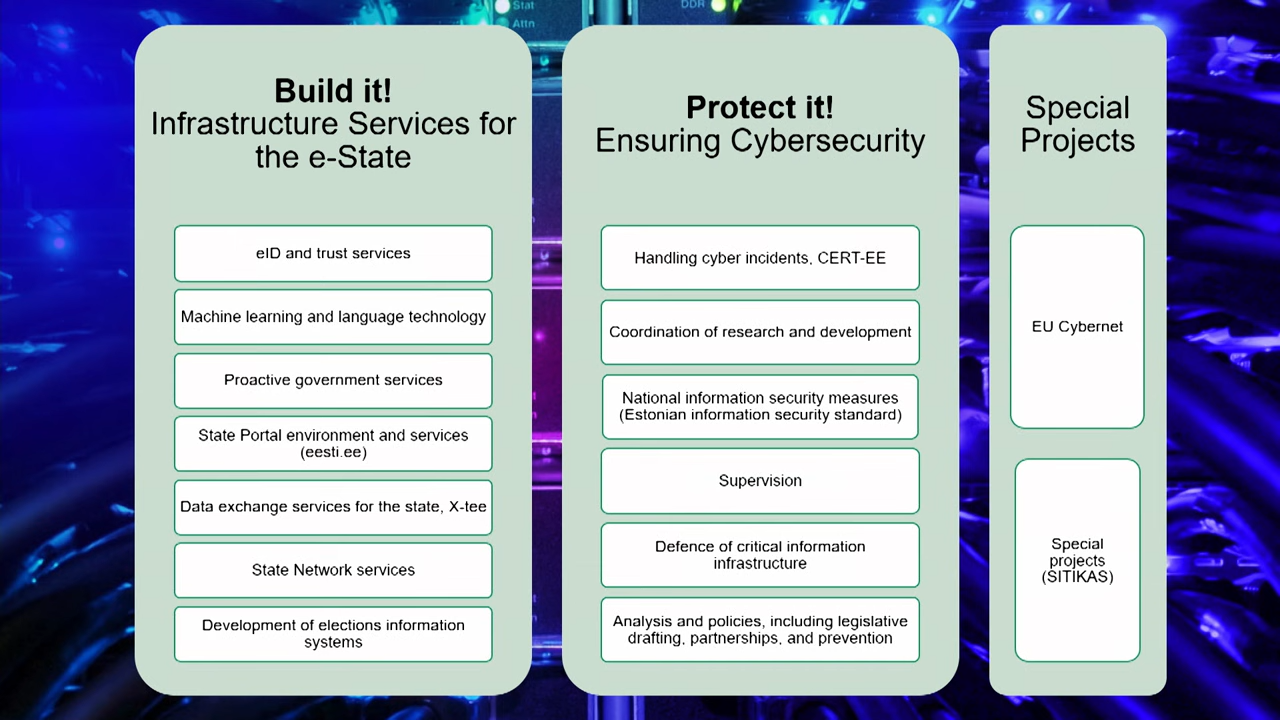 Stat
Attn
DDR
Build it!
Infrastructure Services for
the e-State
eID and trust services
Machine learning and language technology
Proactive government services
State Portal environment and services
(eesti.ee)
Data exchange services for the state, X-tee
State Network services
Development of elections information
systems
Protect it!
Ensuring Cybersecurity
Handling cyber incidents, CERT-EE
Coordination of research and development
National information security measures
(Estonian information security standard)
Supervision
Defence of critical information
infrastructure
Analysis and policies, including legislative
drafting, partnerships, and prevention
Special
Projects
EU Cybernet
Special
projects
(SITIKAS)